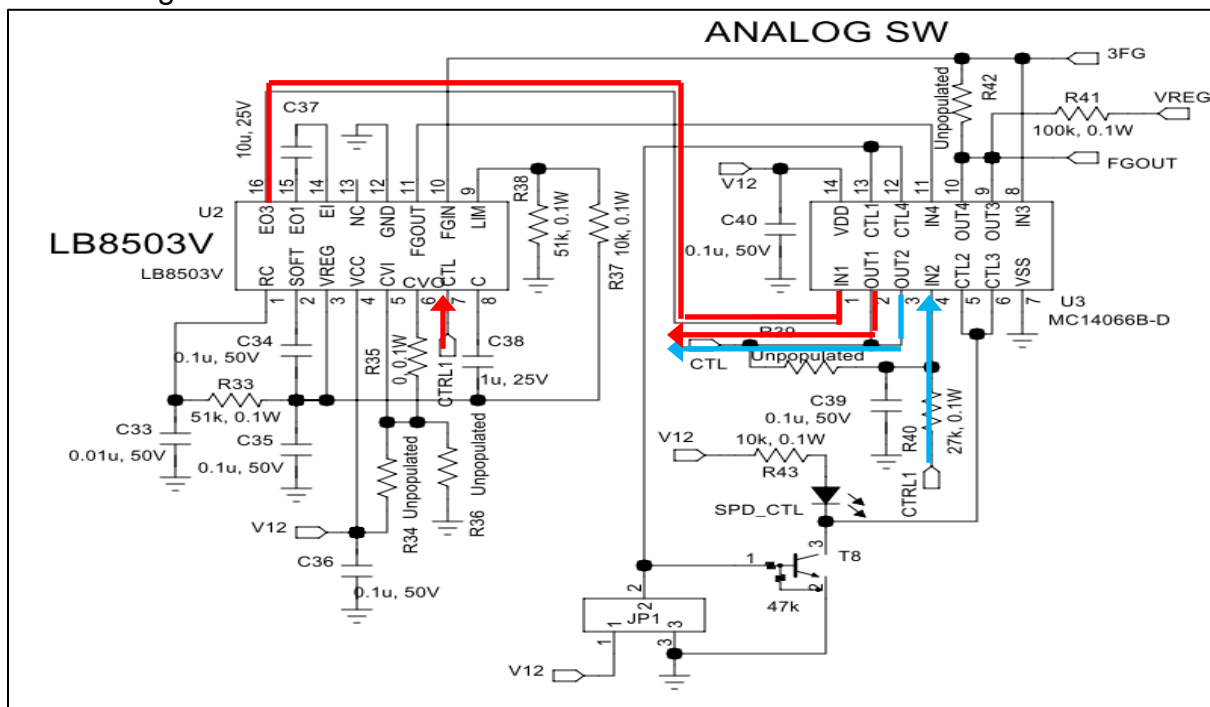 ANALOG SW
3FG
Unpopulated
R42
R41
VREG
100k, 0.1W
FGOUT
C37
10u, 25V
16
15
14
13
12
11
10
9
U2
EO3
EO1
EI
NC
GND
FGOUT
FGIN
LIM
LB8503V
LB8503V
RC
SOFT
VREG
VCC
CVI
CVO
CTL
C
1
2
3
4
5
6
7
8
R38
51k, 0.1W
10k, 0.1W
R37
V12
C40
0.1u, 50V
14
13
12
11
10
9
8
VDD
CTL1
CTL4
IN4
OUT4
OUT3
IN3
IN1
OUT1
OUT2
IN2
CTL2
CTL3
VSS
1
2
3
4
5
6
7
U3
MC14066B-D
C34
0.1u, 50V
R35
0, 0.1W
CTRL1
C38
1u, 25V
R39
CTL
Unpopulated
R33
51k, 0.1W
C33
0.01u, 50V
C35
0.1u, 50V
C39
0.1u, 50V
R40
27k, 0.1W
CTRL1
R34 Unpopulated
R36 Unpopulated
V12
10k, 0.1W
R43
V12
C36
0.1u, 50V
SPD_CTL
3
1
T8
2
47k
2
2
JP1
1
3
1
3
V12